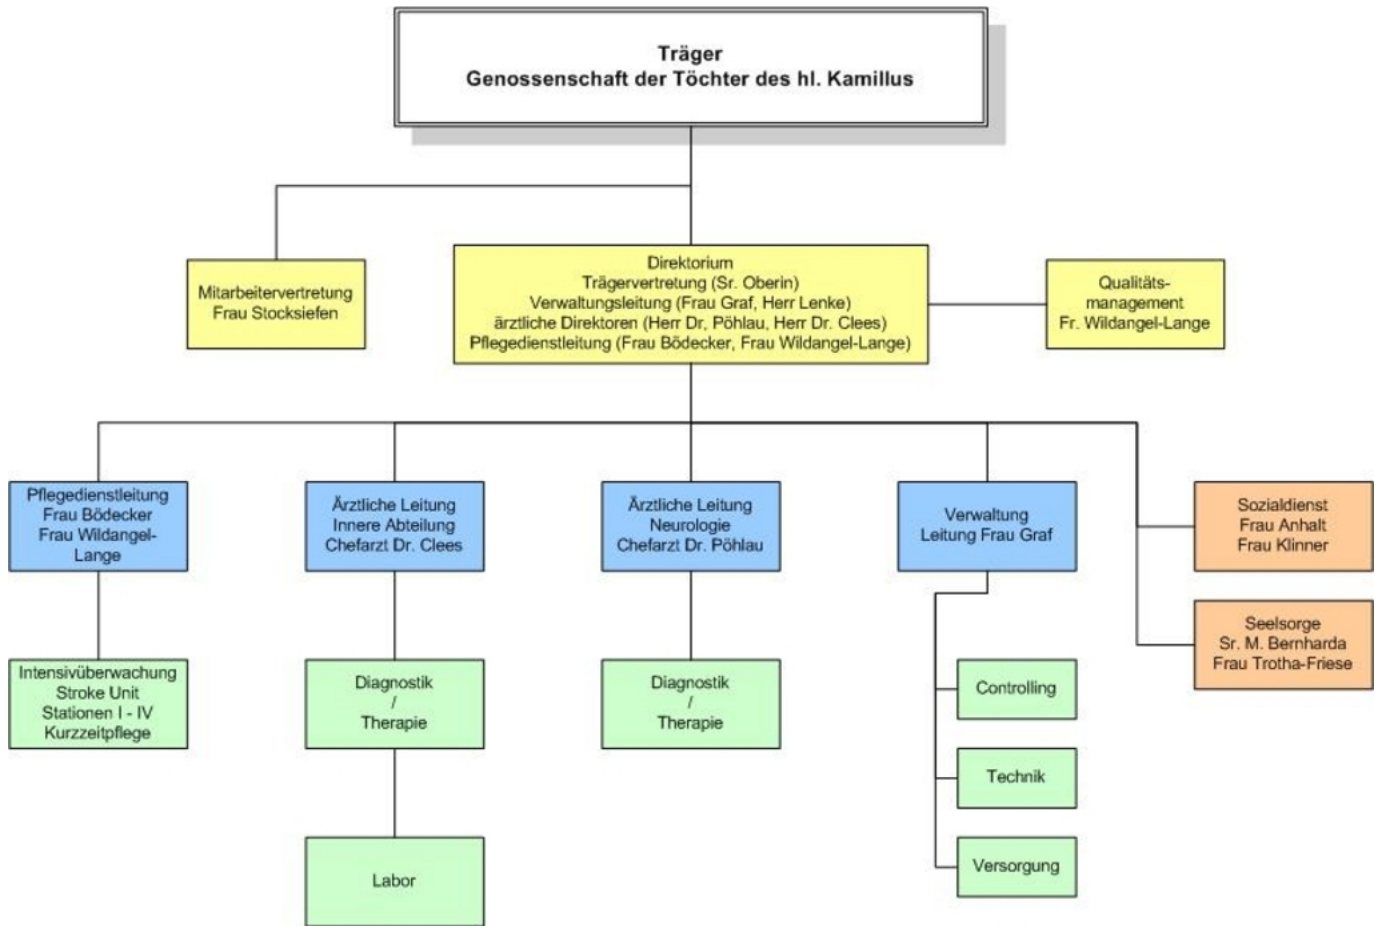 Träger
Genossenschaft der Töchter des hl. Kamillus
Mitarbeitervertretung
Frau Stocksiefen
Direktorium
Trägervertretung (Sr. Oberin)
Verwaltungsleitung (Frau Graf, Herr Lenke)
ärztliche Direktoren (Herr Dr, Pöhlau, Herr Dr. Clees)
Pflegedienstleitung (Frau Bödecker, Frau Wildangel-Lange)
Qualitäts-
management
Fr. Wildangel-Lange
Pflegedienstleitung
Frau Bödecker
Frau Wildangel-
Lange
Ärztliche Leitung
Innere Abteilung
Chefarzt Dr. Clees
Ärztliche Leitung
Neurologie
Chefarzt Dr. Pöhlau
Verwaltung
Leitung Frau Graf
Sozialdienst
Frau Anhalt
Frau Klinner
Seelsorge
Sr. M. Bernharda
Frau Trotha-Friese
Intensivüberwachung
Stroke Unit
Stationen I - IV
Kurzzeitpflege
Diagnostik
/
Therapie
Diagnostik
/
Therapie
Controlling
Technik
Versorgung
Labor